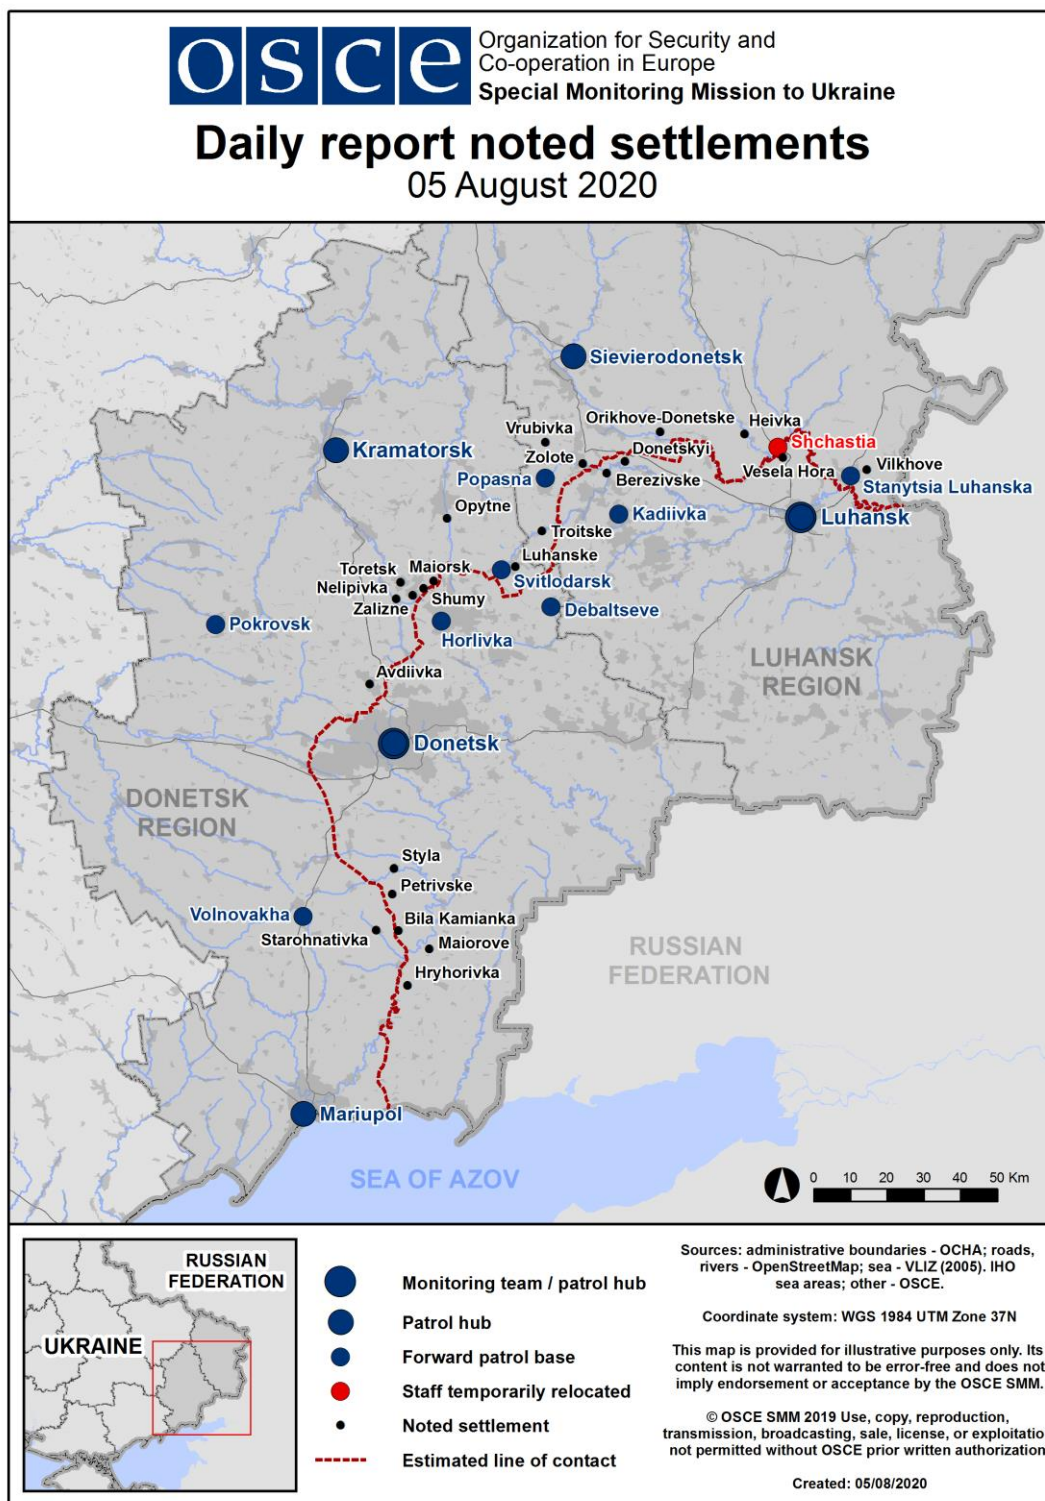 osce
Organization for Security and
Co-operation in Europe
Special Monitoring Mission to Ukraine
Daily report noted settlements
05 August 2020
Sievierodonetsk
Orikhove-Donetske
Heivka
Vrubivka
Shchastia
Kramatorsk
Donetskyi
Zolote
Vesela Hora
Vilkhove
Popasna
Berezivske
Stanytsia Luhanska
Opytne
Kadiivka
Luhansk
Troitske
Luhanske
Maiorsk
Toretsk
Svitlodarsk
Nelipivka
Shumy
Zalizne
Debaltseve
Pokrovsk
Horlivka
LUHANSK
REGION
Avdiivka
Donetsk
DONETSK
REGION
Styla
Petrivske
Volnovakha
Bila Kamianka
Starohnativka
Maiorove
RUSSIAN
FEDERATION
Hryhorivka
Mariupol
SEA OF AZOV
0 10 20 30 40 50 Km
RUSSIAN
FEDERATION
UKRAINE
Monitoring team / patrol hub
Patrol hub
Forward patrol base
Staff temporarily relocated
Noted settlement
Estimated line of contact
Sources: administrative boundaries - OCHA; roads,
rivers - OpenStreetMap; sea - VLIZ (2005). IHO
sea areas; other - OSCE.
Coordinate system: WGS 1984 UTM Zone 37N
This map is provided for illustrative purposes only. Its
content is not warranted to be error-free and does not
imply endorsement or acceptance by the OSCE SMM.
© OSCE SMM 2019 Use, copy, reproduction,
transmission, broadcasting, sale, license, or exploitatio
not permitted without OSCE prior written authorization
Created: 05/08/2020